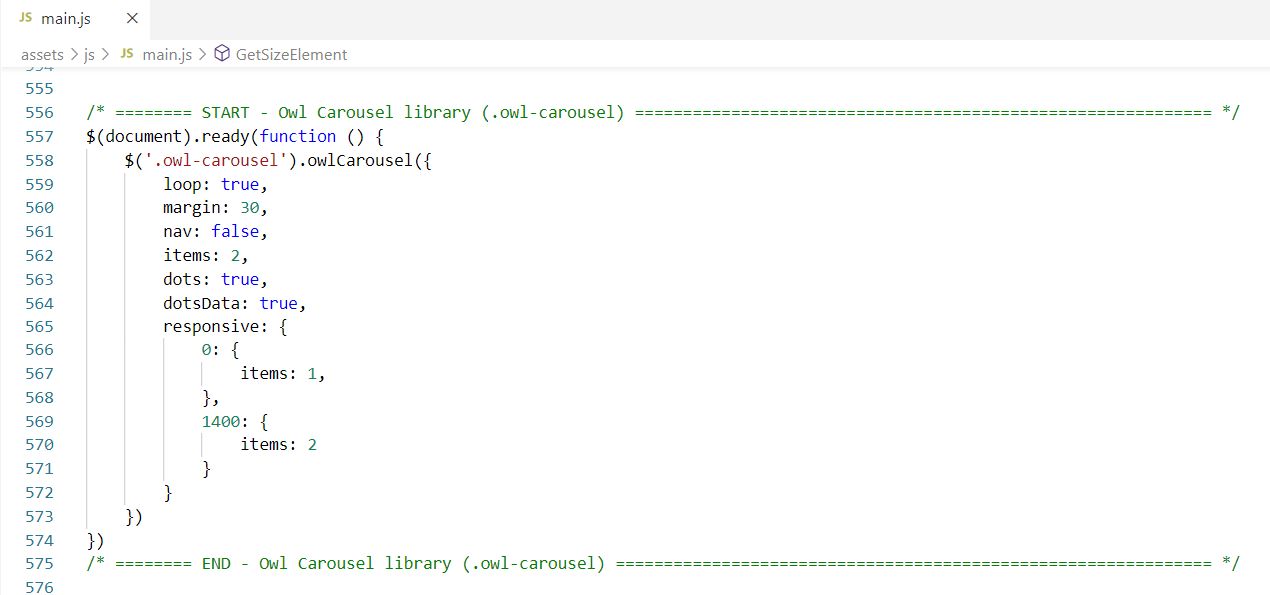 JS main.js ×
assets > js > JS main.js > GetSizeElement
554
555
556 /* ======== START - Owl Carousel library (.owl-carousel) ============================================================ */
557 $(document).ready(function () {
558     $('.owl-carousel').owlCarousel({
559         loop: true,
560         margin: 30,
561         nav: false,
562         items: 2,
563         dots: true,
564         dotsData: true,
565         responsive: {
566             0: {
567                 items: 1,
568             },
569             1400: {
570                 items: 2
571             }
572         }
573     })
574 })
575 /* ======== END - Owl Carousel library (.owl-carousel) ============================================================== */
576